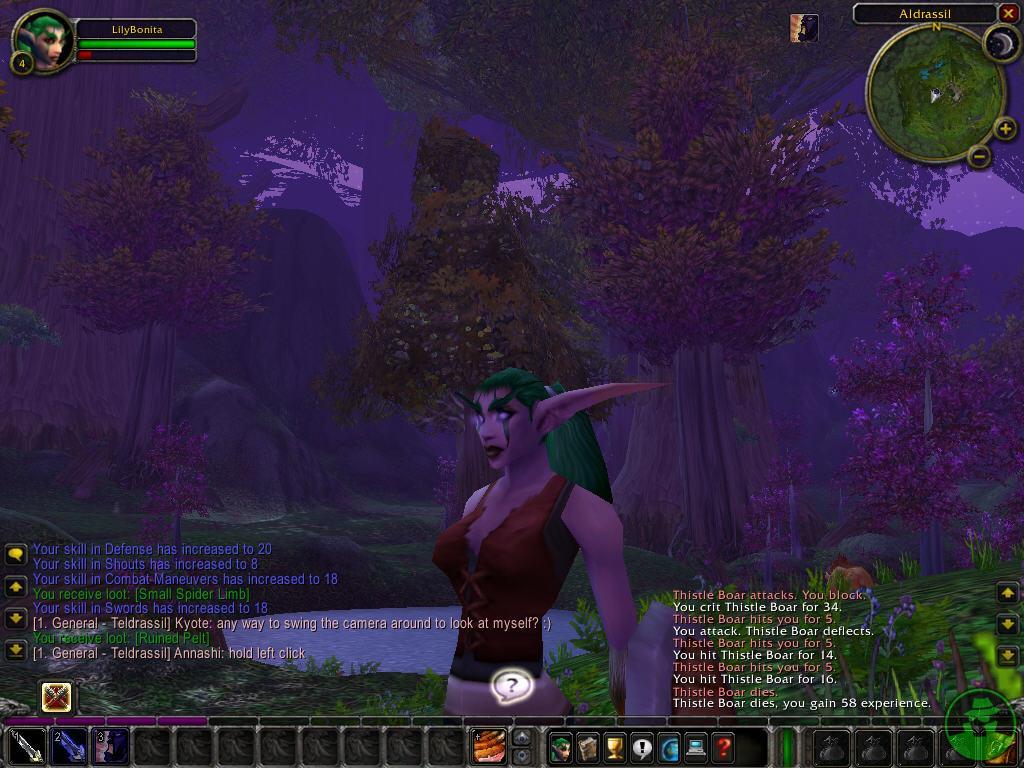 LilyBonita
4
Aldrassil
N
Your skill in Defense has increased to 20
Your skill in Shouts has increased to 8
Your skill in Combat Maneuvers has increased to 18
You receive loot: [Small Spider Limb]
Your skill in Swords has increased to 18
[1. General - Teldrassil] Kyote: any way to swing the camera around to look at myself? :)
You receive loot: [Ruined Pelt]
[1. General - Teldrassil] Annashi: hold left click
Thistle Boar attacks. You block.
You crit Thistle Boar for 34.
Thistle Boar hits you for 5.
You attack. Thistle Boar deflects.
Thistle Boar hits you for 5.
You hit Thistle Boar for 14.
Thistle Boar hits you for 5.
You hit Thistle Boar for 16.
Thistle Boar dies.
Thistle Boar dies, you gain 58 experience.
?
1 2 3 + ! ?